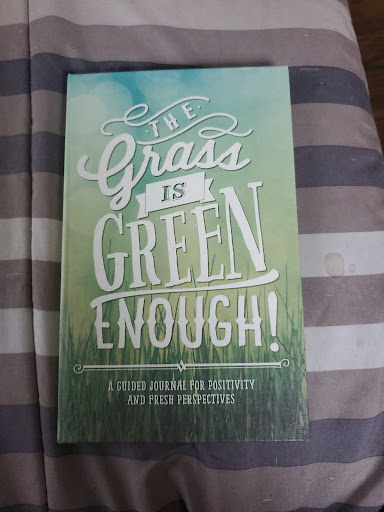 THE
Grass
IS
GREEN
ENOUGH!
A GUIDED JOURNAL FOR POSITIVITY
AND FRESH PERSPECTIVES